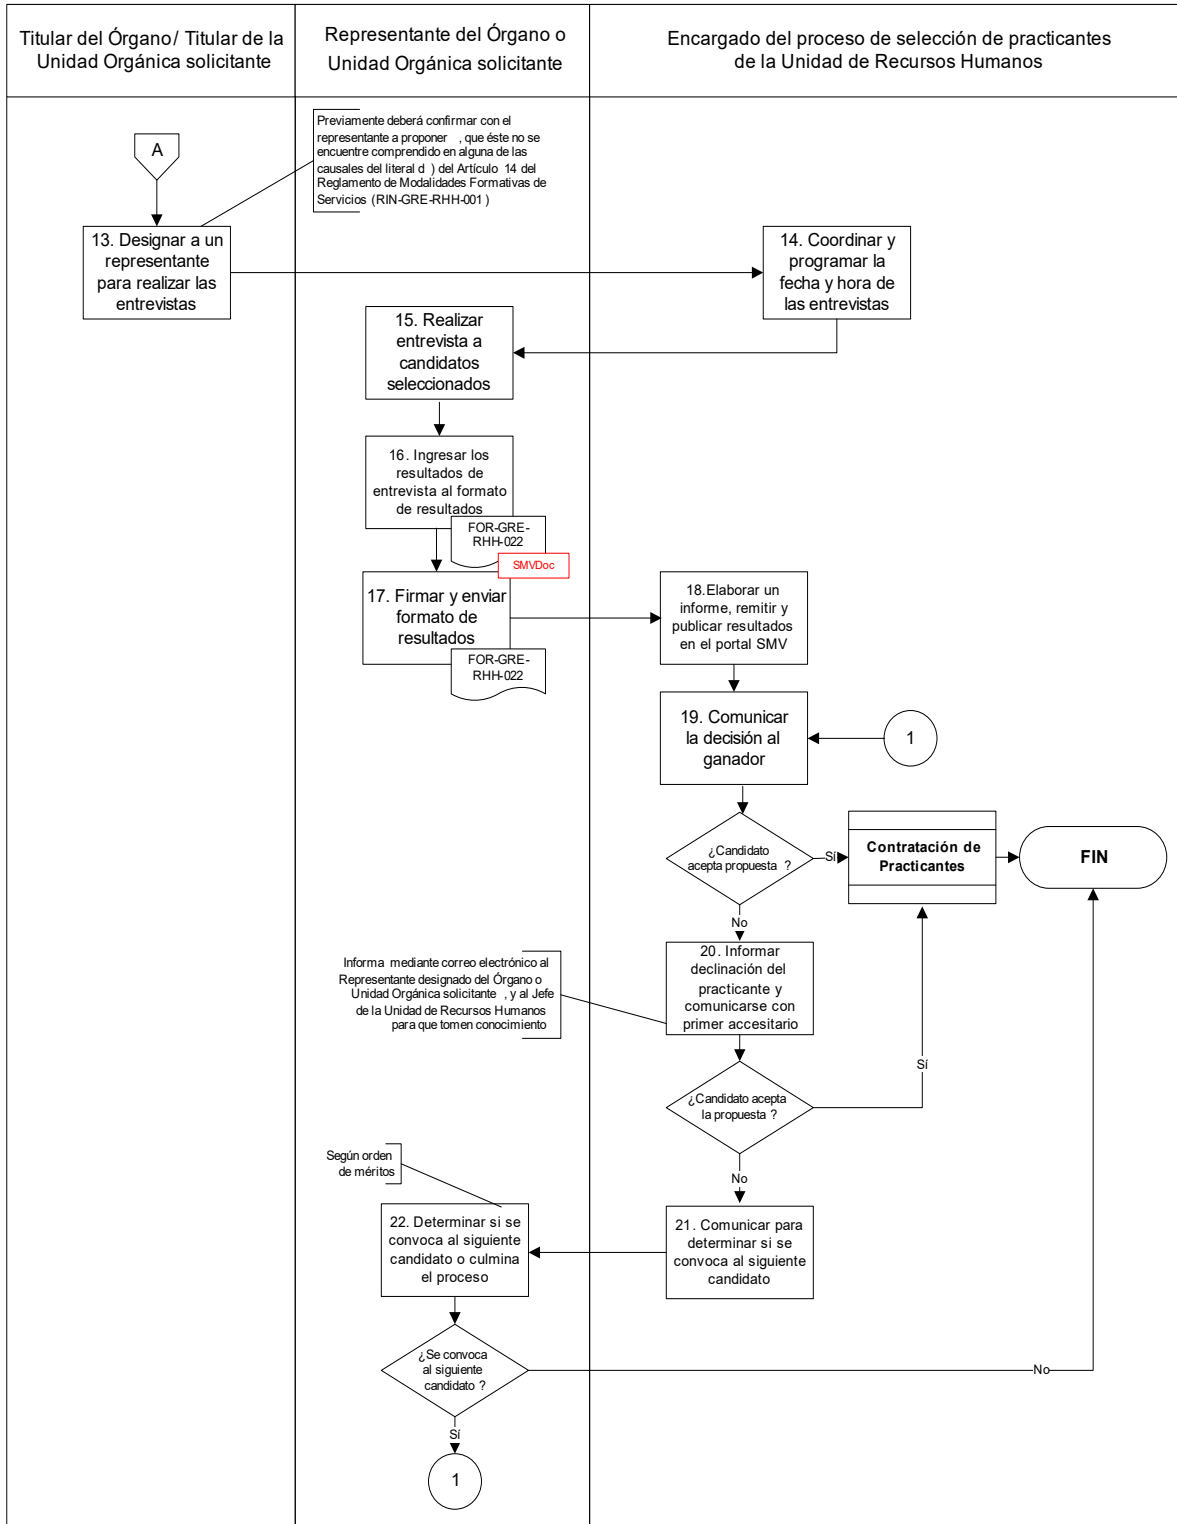 Titular del Órgano/ Titular de la
Unidad Orgánica solicitante
Representante del Órgano o
Unidad Orgánica solicitante
Encargado del proceso de selección de practicantes
de la Unidad de Recursos Humanos
A
Previamente deberá confirmar con el
representante a proponer , que éste no se
encuentre comprendido en alguna de las
causales del literal d ) del Artículo 14 del
Reglamento de Modalidades Formativas de
Servicios (RIN-GRE-RHH-001 )
13. Designar a un
representante
para realizar las
entrevistas
14. Coordinar y
programar la
fecha y hora de
las entrevistas
15. Realizar
entrevista a
candidatos
seleccionados
16. Ingresar los
resultados de
entrevista al formato
de resultados
FOR-GRE-
RHH-022
SMVDoc
17. Firmar y enviar
formato de
resultados
FOR-GRE-
RHH-022
18.Elaborar un
informe, remitir y
publicar resultados
en el portal SMV
19. Comunicar
la decisión al
ganador
1
¿Candidato
acepta propuesta ?
Sí
Contratación de
Practicantes
FIN
No
20. Informar
declinación del
practicante y
comunicarse con
primer accesitario
Informa mediante correo electrónico al
Representante designado del Órgano o
Unidad Orgánica solicitante , y al Jefe
de la Unidad de Recursos Humanos
para que tomen conocimiento
Sí
¿Candidato acepta
la propuesta ?
No
Según orden
de méritos
22. Determinar si se
convoca al siguiente
candidato o culmina
el proceso
21. Comunicar para
determinar si se
convoca al siguiente
candidato
¿Se convoca
al siguiente
candidato ?
No
Sí
1